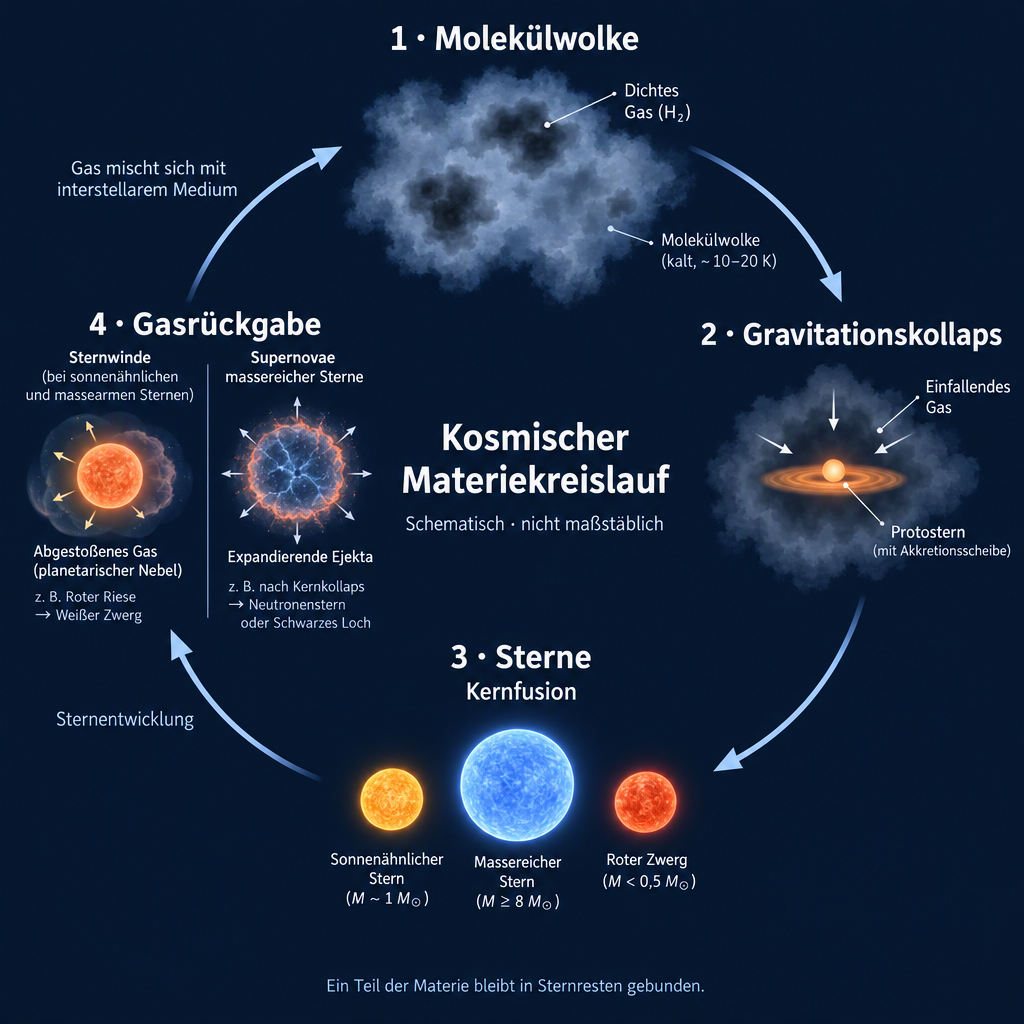 1 · Molekülwolke
Dichtes
Gas (H₂)
Gas mischt sich mit
interstellarem Medium
Molekülwolke
(kalt, ~ 10–20 K)
2 · Gravitationskollaps
Einfallendes
Gas
Protostern
(mit Akkretionsscheibe)
4 · Gasrückgabe
Sternwinde
(bei sonnenähnlichen
und massearmen Sternen)
Abgestoßenes Gas
(planetarischer Nebel)
z. B. Roter Riese
→ Weißer Zwerg
Supernovae
massereicher Sterne
Expandierende Ejekta
z. B. nach Kernkollaps
→ Neutronenstern
oder Schwarzes Loch
Kosmischer
Materiekreislauf
Schematisch · nicht maßstäblich
3 · Sterne
Kernfusion
Sternentwicklung
Sonnenähnlicher
Stern
(M ~ 1 M☉)
Massereicher
Stern
(M ≥ 8 M☉)
Roter Zwerg
(M < 0,5 M☉)
Ein Teil der Materie bleibt in Sternresten gebunden.